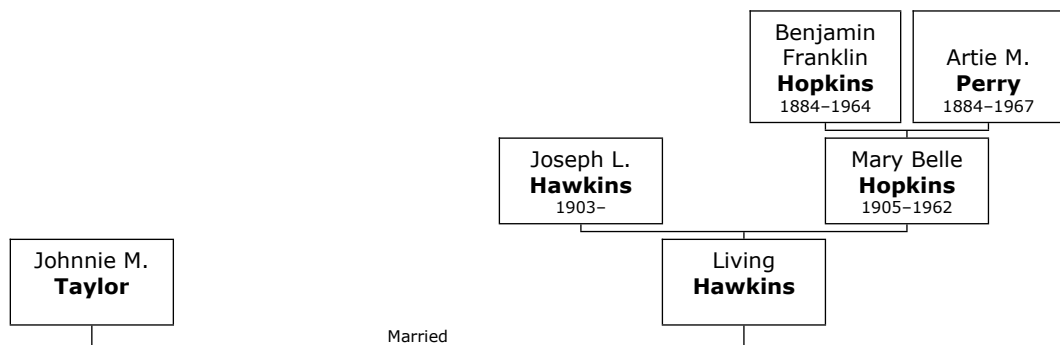 Benjamin
Franklin
Hopkins
1884–1964
Artie M.
Perry
1884–1967
Joseph L.
Hawkins
1903–
Mary Belle
Hopkins
1905–1962
Johnnie M.
Taylor
Living
Hawkins
Married